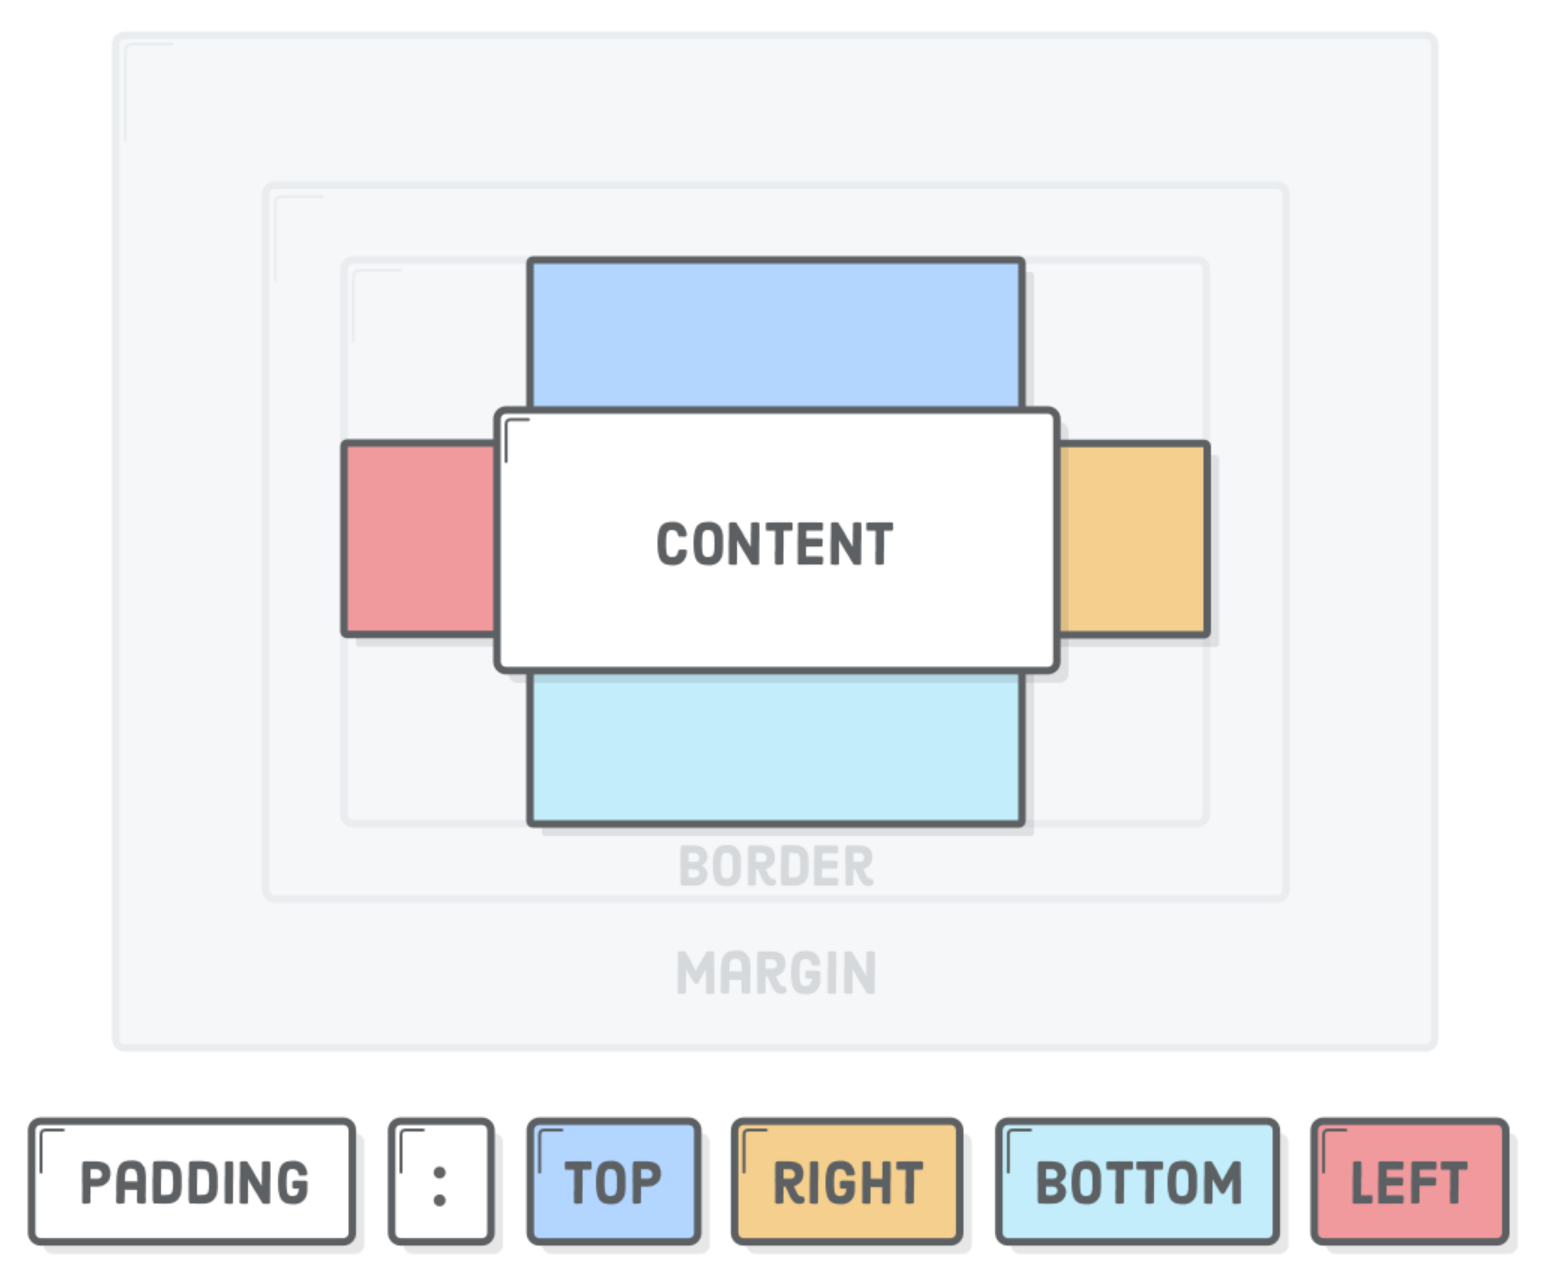 CONTENT
BORDER
MARGIN
PADDING : TOP RIGHT BOTTOM LEFT